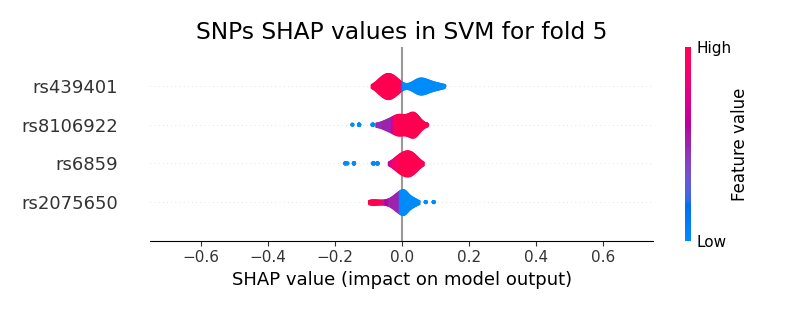 SNPs SHAP values in SVM for fold 5
High
rs439401
rs8106922
rs6859
rs2075650
Feature value
Low
−0.6 −0.4 −0.2 0.0 0.2 0.4 0.6
SHAP value (impact on model output)